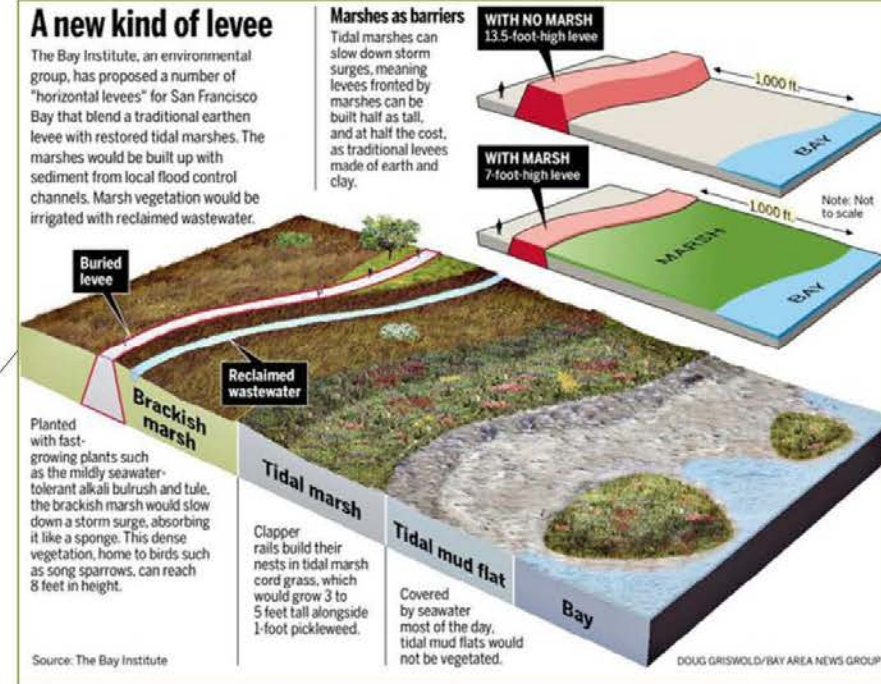 A new kind of levee
The Bay Institute, an environmental
group, has proposed a number of
"horizontal levees" for San Francisco
Bay that blend a traditional earthen
levee with restored tidal marshes. The
marshes would be built up with
sediment from local flood control
channels. Marsh vegetation would be
irrigated with reclaimed wastewater.
Marshes as barriers
Tidal marshes can
slow down storm
surges, meaning
levees fronted by
marshes can be
built half as tall,
and at half the cost,
as traditional levees
made of earth and
clay.
WITH NO MARSH
13.5-foot-high levee
1,000 ft.
BAY
WITH MARSH
7-foot-high levee
1,000 ft.
Note: Not
to scale
MARSH
BAY
Buried
levee
Reclaimed
wastewater
Brackish
marsh
Planted
with fast-
growing plants such
as the mildly seawater-
tolerant alkali bulrush and tule,
the brackish marsh would slow
down a storm surge, absorbing
it like a sponge. This dense
vegetation, home to birds such
as song sparrows, can reach
8 feet in height.
Tidal marsh
Clapper
rails build their
nests in tidal marsh
cord grass, which
would grow 3 to
5 feet tall alongside
1-foot pickleweed.
Tidal mud flat
Covered
by seawater
most of the day,
tidal mud flats would
not be vegetated.
Bay
Source: The Bay Institute
DOUG GRISWOLD/BAY AREA NEWS GROUP